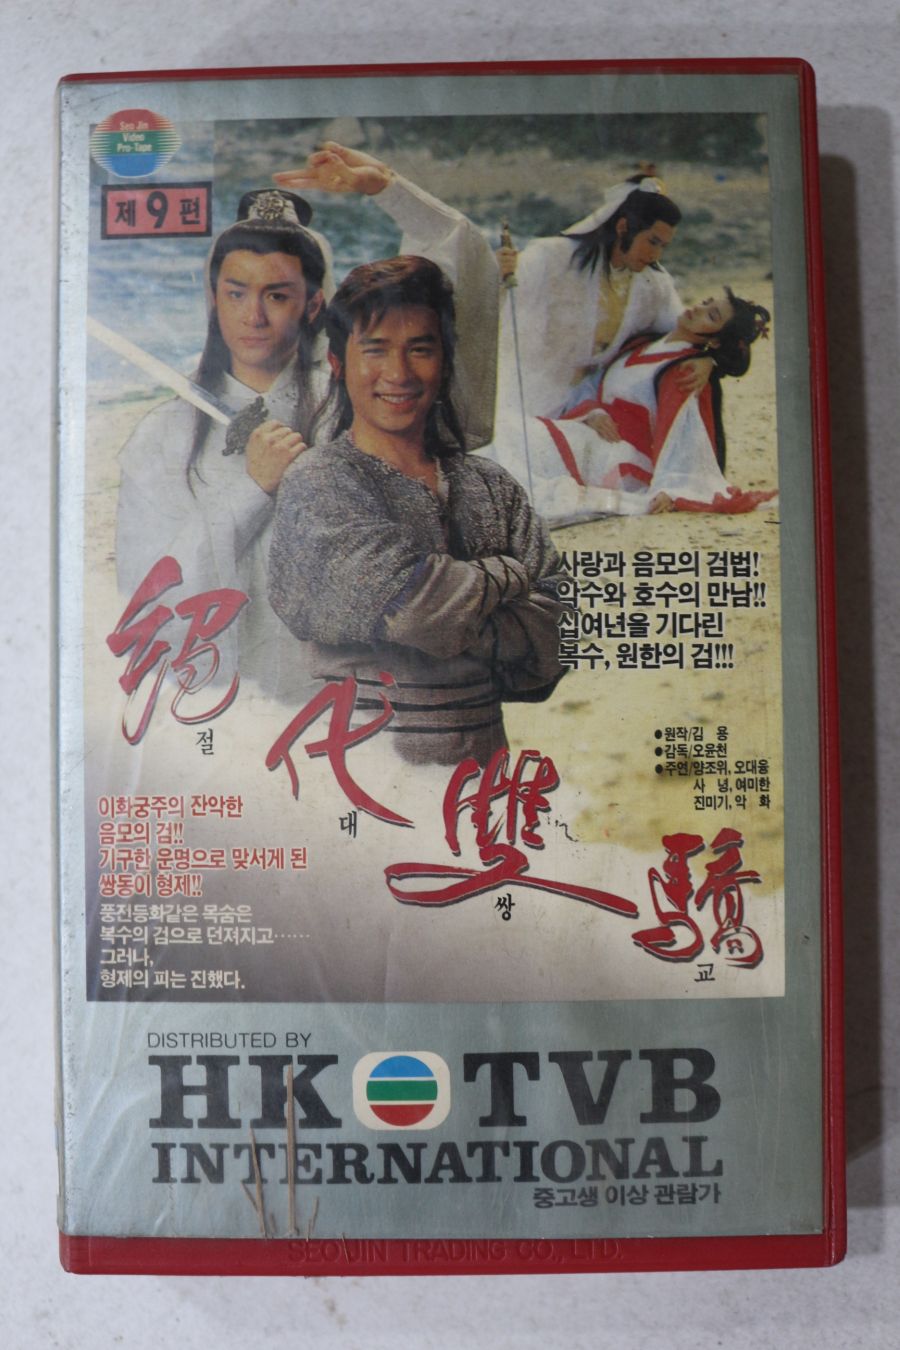 Seo Jin
Video
Pro-Tape
제 9 편
사랑과 음모의 검법!
악수와 호수의 만남!!
십여년을 기다린
복수, 원한의 검!!!
絕
절
代
대
雙
쌍
驕
교
●원작/김 용
●감독/오윤천
●주연/양조위, 오대융
사 녕, 여미한
진미기, 악 화
이화궁주의 잔악한
음모의 검!!
기구한 운명으로 맞서게 된
쌍동이 형제!!
풍전등화같은 목숨은
복수의 검으로 던져지고……
그러나,
형제의 피는 진했다.
DISTRIBUTED BY
HK TVB
INTERNATIONAL
중고생 이상 관람가
SEO JIN TRADING CO., LTD.